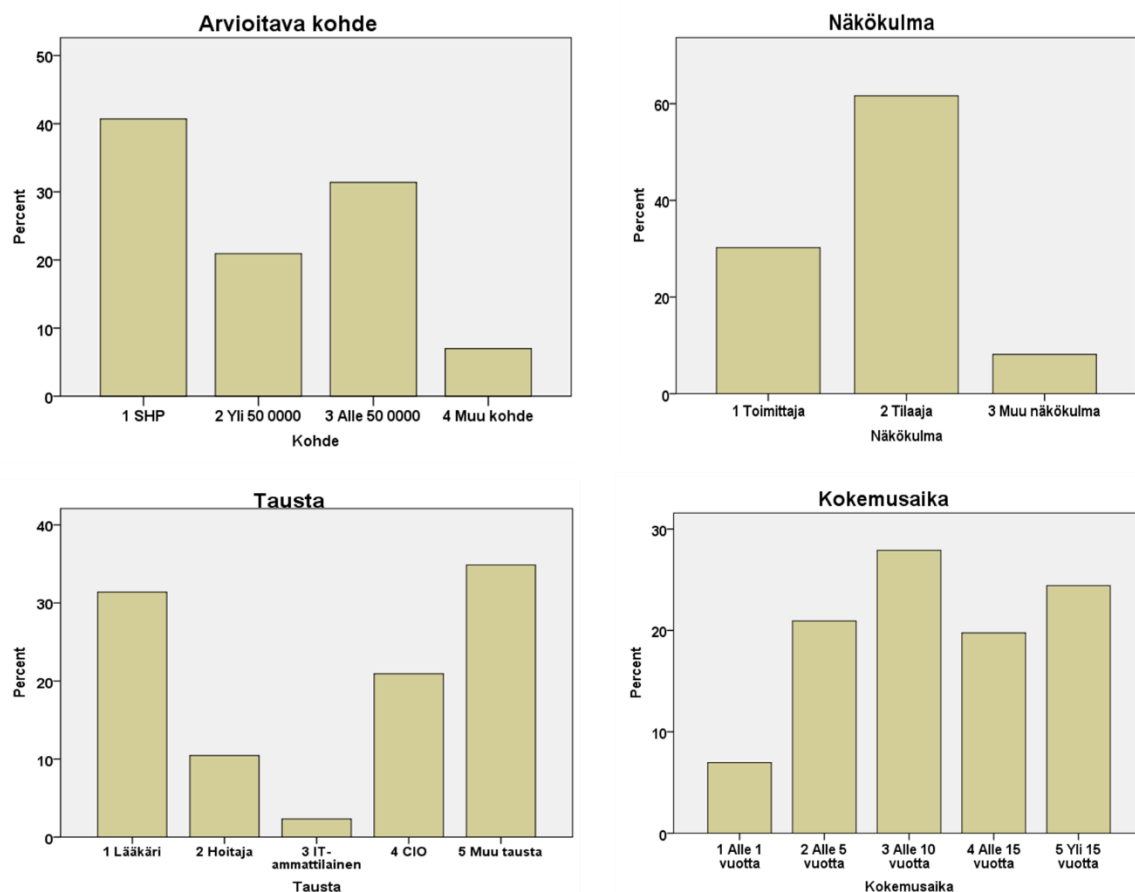 Arvioitava kohde
50
40
30
20
10
0
Percent
1 SHP
2 Yli 50 0000
3 Alle 50 0000
4 Muu kohde
Kohde
Näkökulma
60
40
20
0
Percent
1 Toimittaja
2 Tilaaja
3 Muu näkökulma
Näkökulma
Tausta
40
30
20
10
0
Percent
1 Lääkäri
2 Hoitaja
3 IT-
ammattilainen
4 CIO
5 Muu tausta
Tausta
Kokemusaika
30
20
10
0
Percent
1 Alle 1
vuotta
2 Alle 5
vuotta
3 Alle 10
vuotta
4 Alle 15
vuotta
5 Yli 15
vuotta
Kokemusaika